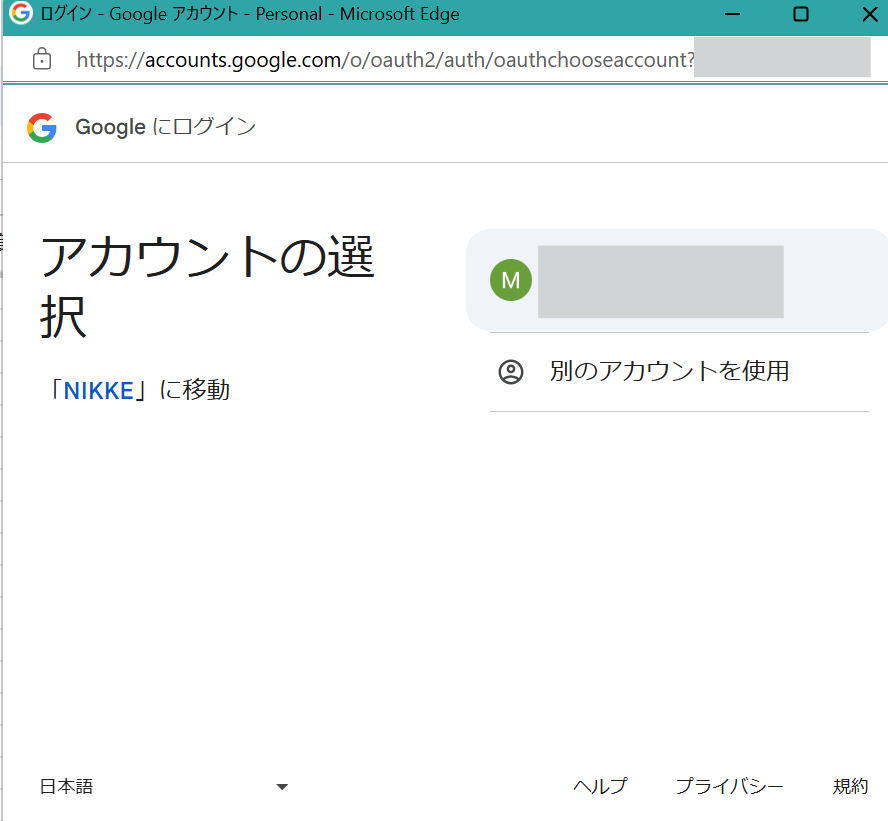 ログイン - Google アカウント - Personal - Microsoft Edge
https://accounts.google.com/o/oauth2/auth/oauthchooseaccount?
Google にログイン
アカウントの選
択
「NIKKE」に移動
M
別のアカウントを使用
日本語
ヘルプ プライバシー 規約